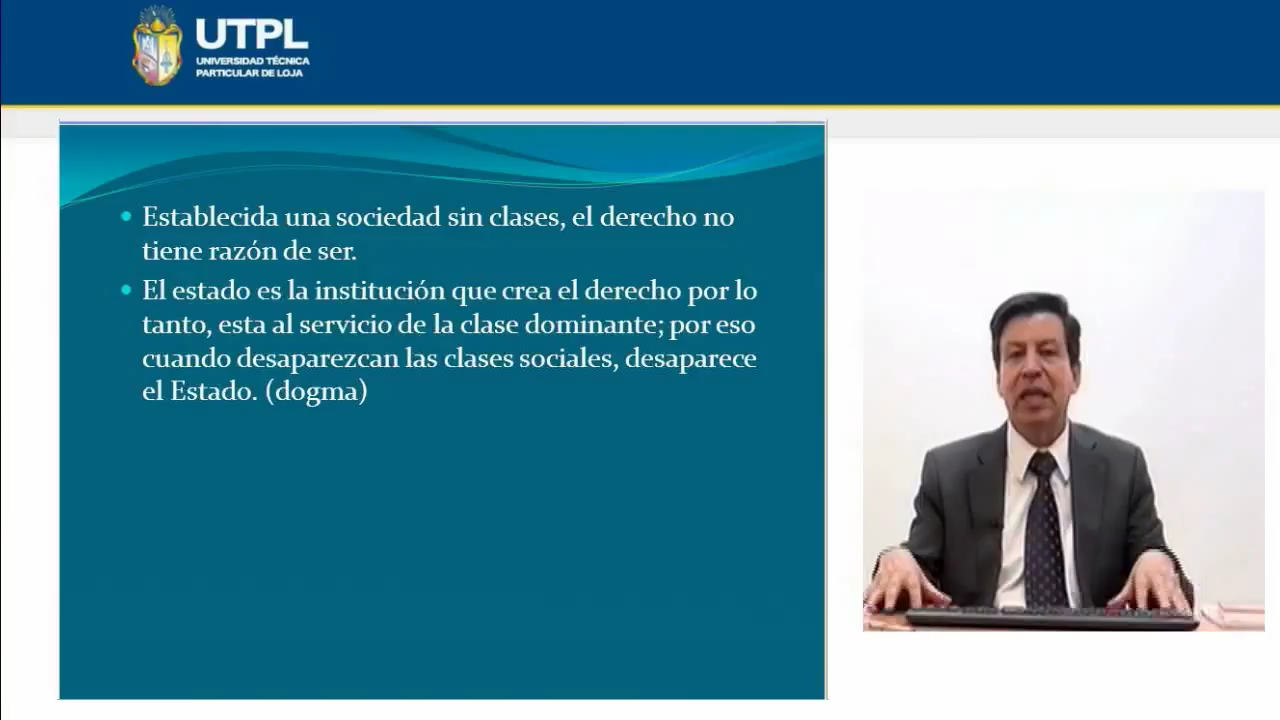 UTPL
UNIVERSIDAD TÉCNICA
PARTICULAR DE LOJA
Establecida una sociedad sin clases, el derecho no
tiene razón de ser.
El estado es la institución que crea el derecho por lo
tanto, esta al servicio de la clase dominante; por eso
cuando desaparezcan las clases sociales, desaparece
el Estado. (dogma)